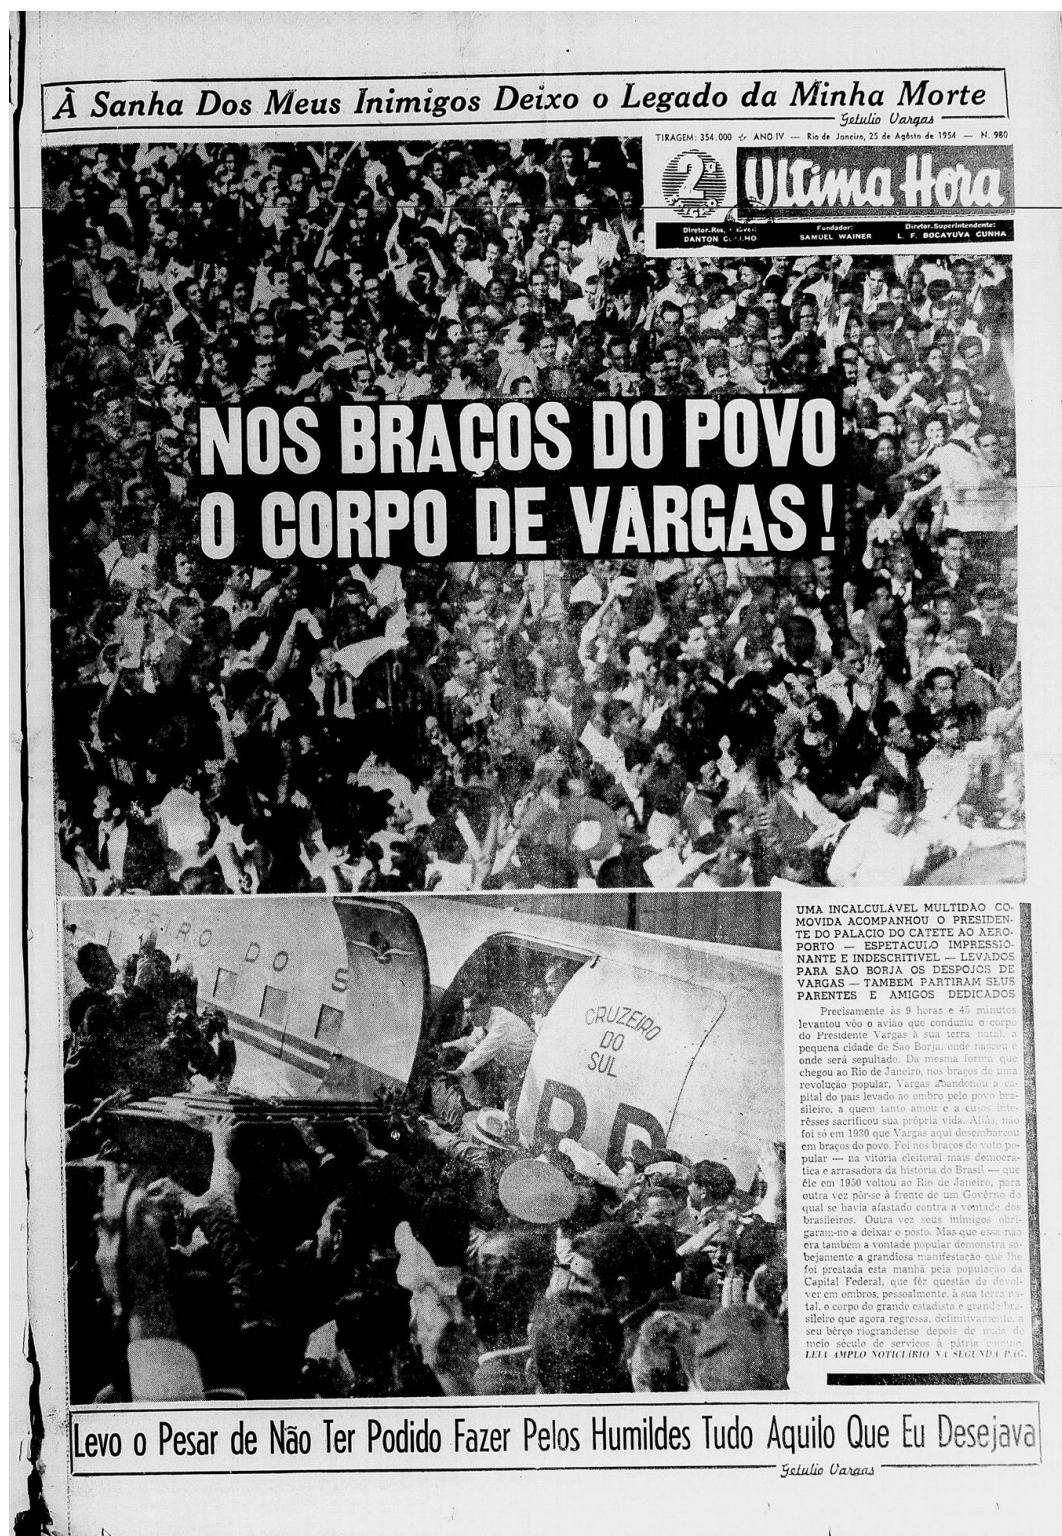 À Sanha Dos Meus Inimigos Deixo o Legado da Minha Morte
Getulio Vargas
TIRAGEM: 354.000 ☆ ANO IV — Rio de Janeiro, 25 de Agôsto de 1954 — N. 980
2ª
Ultima Hora
Diretor-Res.
DANTON
Fundador:
SAMUEL WAINER
Diretor-Superintendente:
L. F. BOCAYUVA CUNHA
NOS BRAÇOS DO POVO
O CORPO DE VARGAS!
CRUZEIRO DO S
CRUZEIRO
DO
SUL
UMA INCALCULÁVEL MULTIDAO CO-
MOVIDA ACOMPANHOU O PRESIDEN-
TE DO PALACIO DO CATETE AO AERO-
PORTO — ESPETACULO IMPRESSIO-
NANTE E INDESCRITIVEL — LEVADOS
PARA SÃO BORJA OS DESPOJOS DE
VARGAS — TAMBEM PARTIRAM SEUS
PARENTES E AMIGOS DEDICADOS
Precisamente às 9 horas e 45 minutos
levantou vôo o avião que conduziu o corpo
do Presidente Vargas à sua terra natal, a
pequena cidade de São Borja, onde nasceu e
onde será sepultado. Da mesma forma que
chegou ao Rio de Janeiro, nos braços de uma
revolução popular, Vargas abandonou a ca-
pital do país levado ao ombro pelo povo bra-
sileiro, a quem tanto amou e a cujos inte-
rêsses sacrificou sua própria vida. Aliás, não
foi só em 1930 que Vargas aqui desembarcou
em braços do povo. Foi nos braços do voto po-
pular — na vitória eleitoral mais democrá-
tica e arrasadora da história do Brasil — que
êle em 1950 voltou ao Rio de Janeiro, para
outra vez pôr-se à frente de um Govêrno do
qual se havia afastado contra a vontade dos
brasileiros. Outra vez seus inimigos obri-
garam-no a deixar o pôsto. Mas que essa não
era também a vontade popular demonstra so-
bejamente a grandiosa manifestação que lhe
foi prestada esta manhã pela população da
Capital Federal, que fêz questão de devol-
ver em ombros, pessoalmente, à sua terra na-
tal, o corpo do grande estadista e grande bra-
sileiro que agora regressa, definitivamente, a
seu bêrço riograndense depois de mais de
meio século de serviços à pátria
LEIA AMPLO NOTICIÁRIO NA SEGUNDA PÁG.
Levo o Pesar de Não Ter Podido Fazer Pelos Humildes Tudo Aquilo Que Eu Desejava
Getulio Vargas